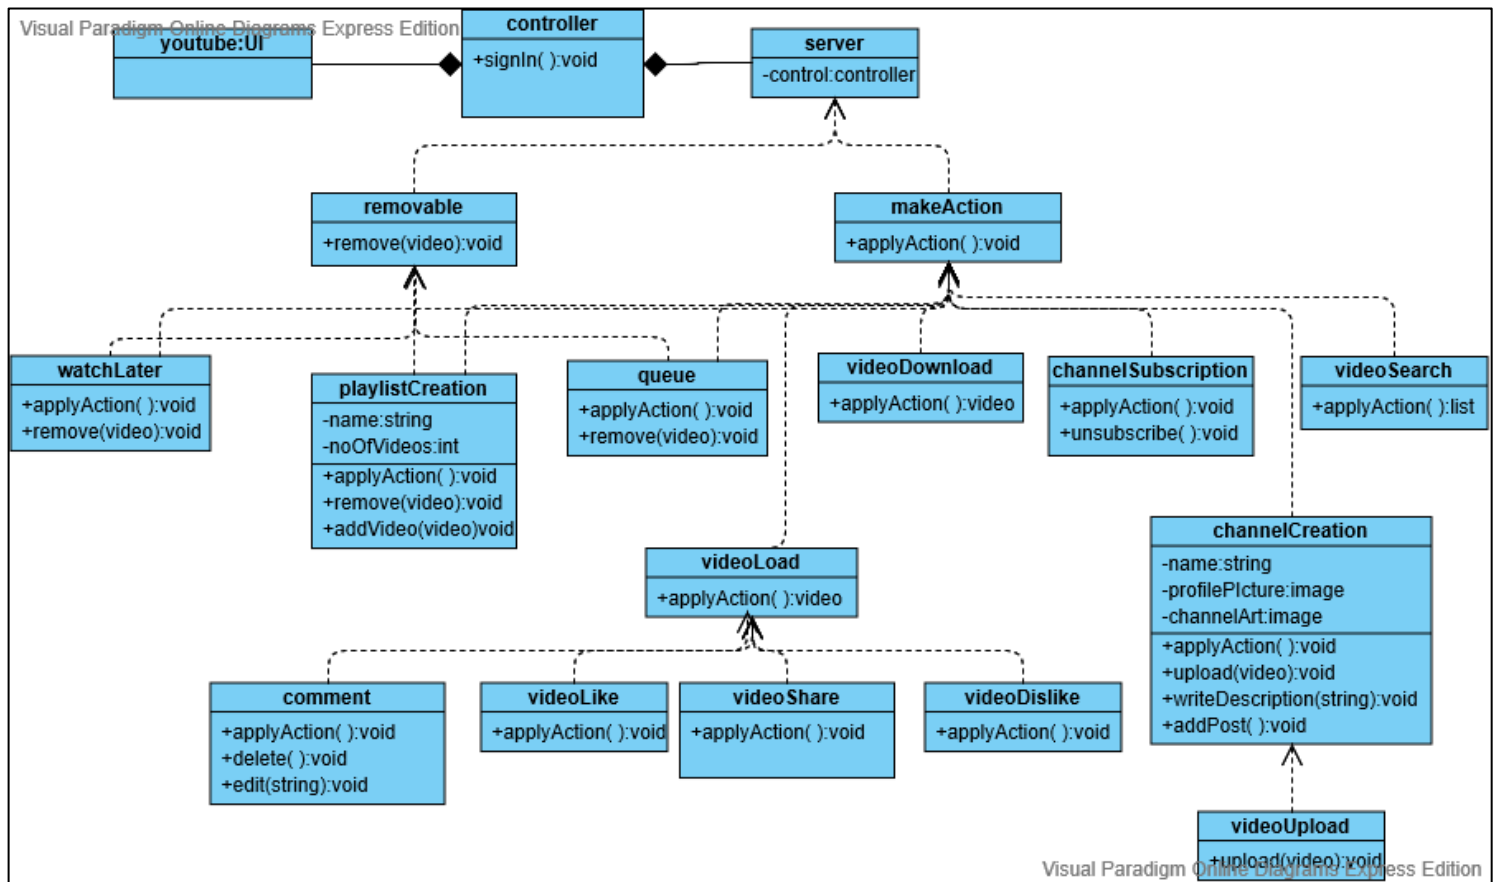 Visual Paradigm Online Diagrams Express Edition
youtube:UI
controller
+signIn( ):void
server
-control:controller
removable
+remove(video):void
makeAction
+applyAction( ):void
watchLater
+applyAction( ):void
+remove(video):void
playlistCreation
-name:string
-noOfVideos:int
+applyAction( ):void
+remove(video):void
+addVideo(video)void
queue
+applyAction( ):void
+remove(video):void
videoDownload
+applyAction( ):video
channelSubscription
+applyAction( ):void
+unsubscribe( ):void
videoSearch
+applyAction( ):list
videoLoad
+applyAction( ):video
channelCreation
-name:string
-profilePIcture:image
-channelArt:image
+applyAction( ):void
+upload(video):void
+writeDescription(string):void
+addPost( ):void
comment
+applyAction( ):void
+delete( ):void
+edit(string):void
videoLike
+applyAction( ):void
videoShare
+applyAction( ):void
videoDislike
+applyAction( ):void
videoUpload
+upload(video):void
Visual Paradigm Online Diagrams Express Edition